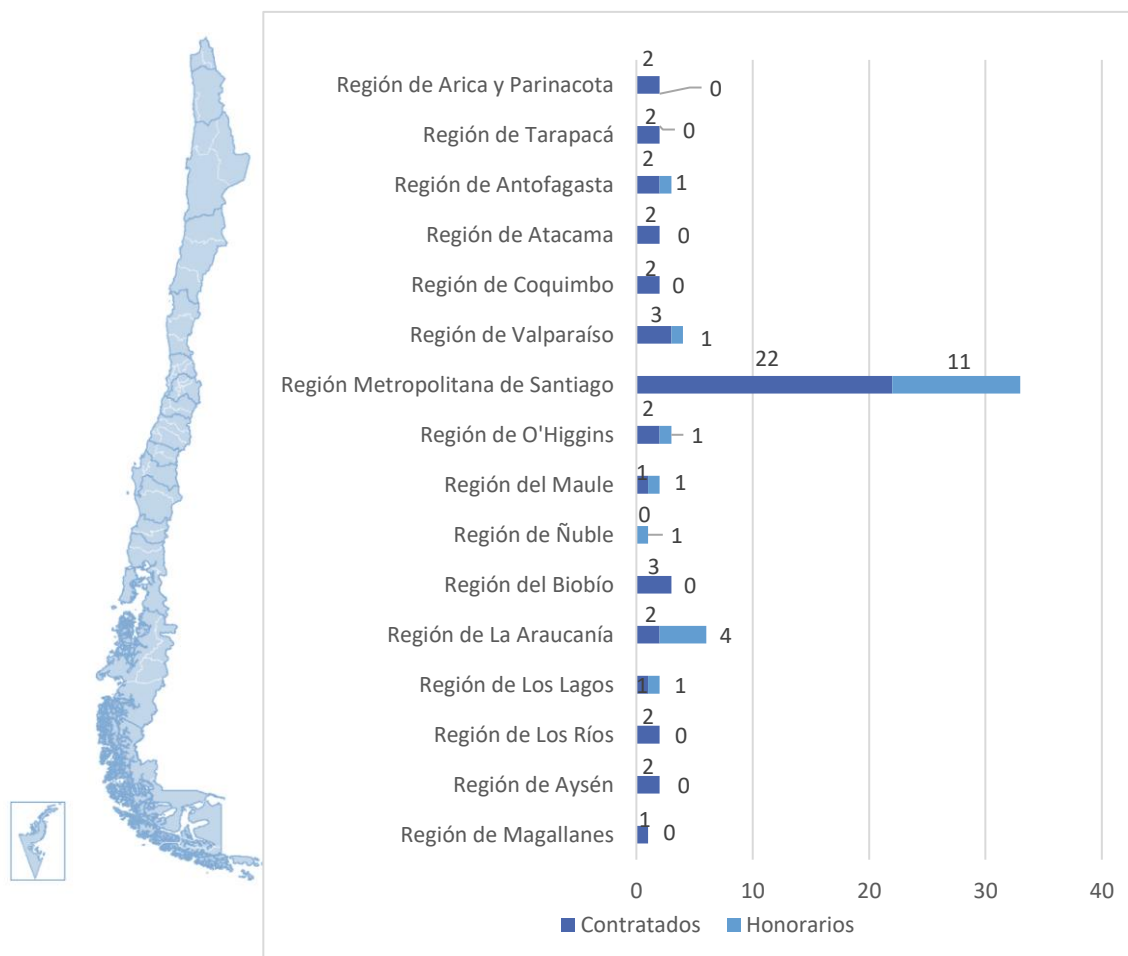 2
Región de Arica y Parinacota
0
2
Región de Tarapacá
0
2
Región de Antofagasta
1
2
Región de Atacama
0
2
Región de Coquimbo
0
3
Región de Valparaíso
1
22 11
Región Metropolitana de Santiago
2
Región de O'Higgins
1
1
Región del Maule
1
0
Región de Ñuble
1
3
Región del Biobío
0
2
Región de La Araucanía
4
Región de Los Lagos
1 1
2
Región de Los Ríos
0
2
Región de Aysén
0
1
Región de Magallanes
0
0 10 20 30 40
Contratados Honorarios